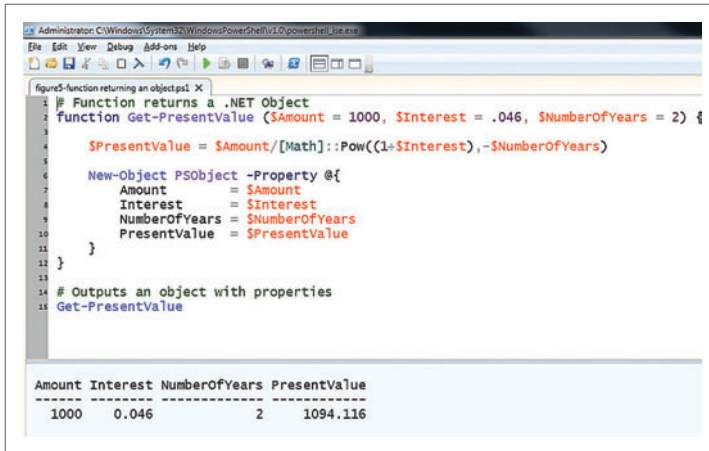 Administrator: C:\Windows\System32\WindowsPowerShell\v1.0\powershell_ise.exe
File Edit View Debug Add-ons Help
figure5-function returning an object.ps1 X
1 # Function returns a .NET Object
2 function Get-PresentValue ($Amount = 1000, $Interest = .046, $NumberOfYears = 2) {
3
4 $PresentValue = $Amount/[Math]::Pow((1+$Interest),-$NumberOfYears)
5
6 New-Object PSObject -Property @{
7 Amount = $Amount
8 Interest = $Interest
9 NumberOfYears = $NumberOfYears
10 PresentValue = $PresentValue
11 }
12 }
13
14 # Outputs an object with properties
15 Get-PresentValue
Amount Interest NumberOfYears PresentValue
------ -------- ------------- ------------
1000 0.046 2 1094.116